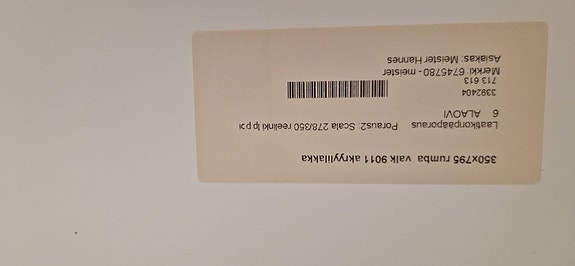 350x795 rumba valk 9011 akryylilakka
Laatikonpääporaus Poraus2: Scala 278/350 reelinki lp
6 ALAOVI
3392404
713 613
Merkki: 6745780 - meister
Asiakas: Meister Hannes